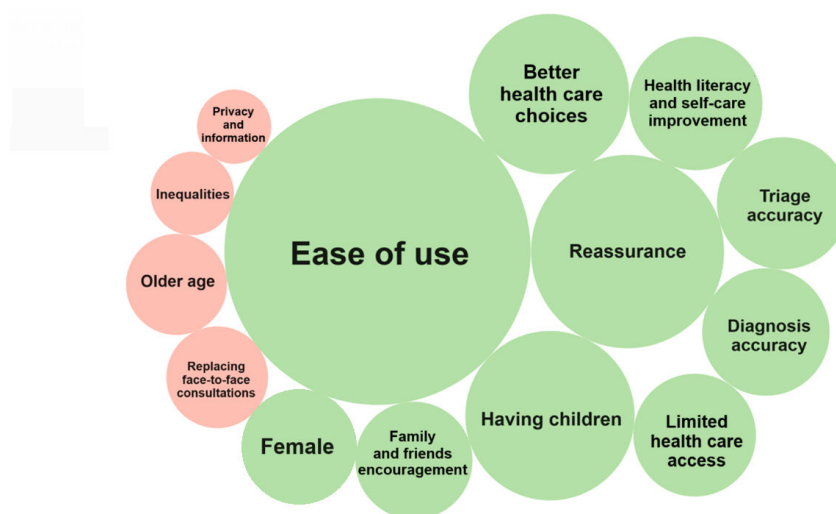 Better
health care
choices
Health literacy
and self-care
improvement
Privacy
and
information
Inequalities
Triage
accuracy
Ease of use
Reassurance
Older age
Diagnosis
accuracy
Replacing
face-to-face
consultations
Having children
Female
Family
and friends
encouragement
Limited
health care
access